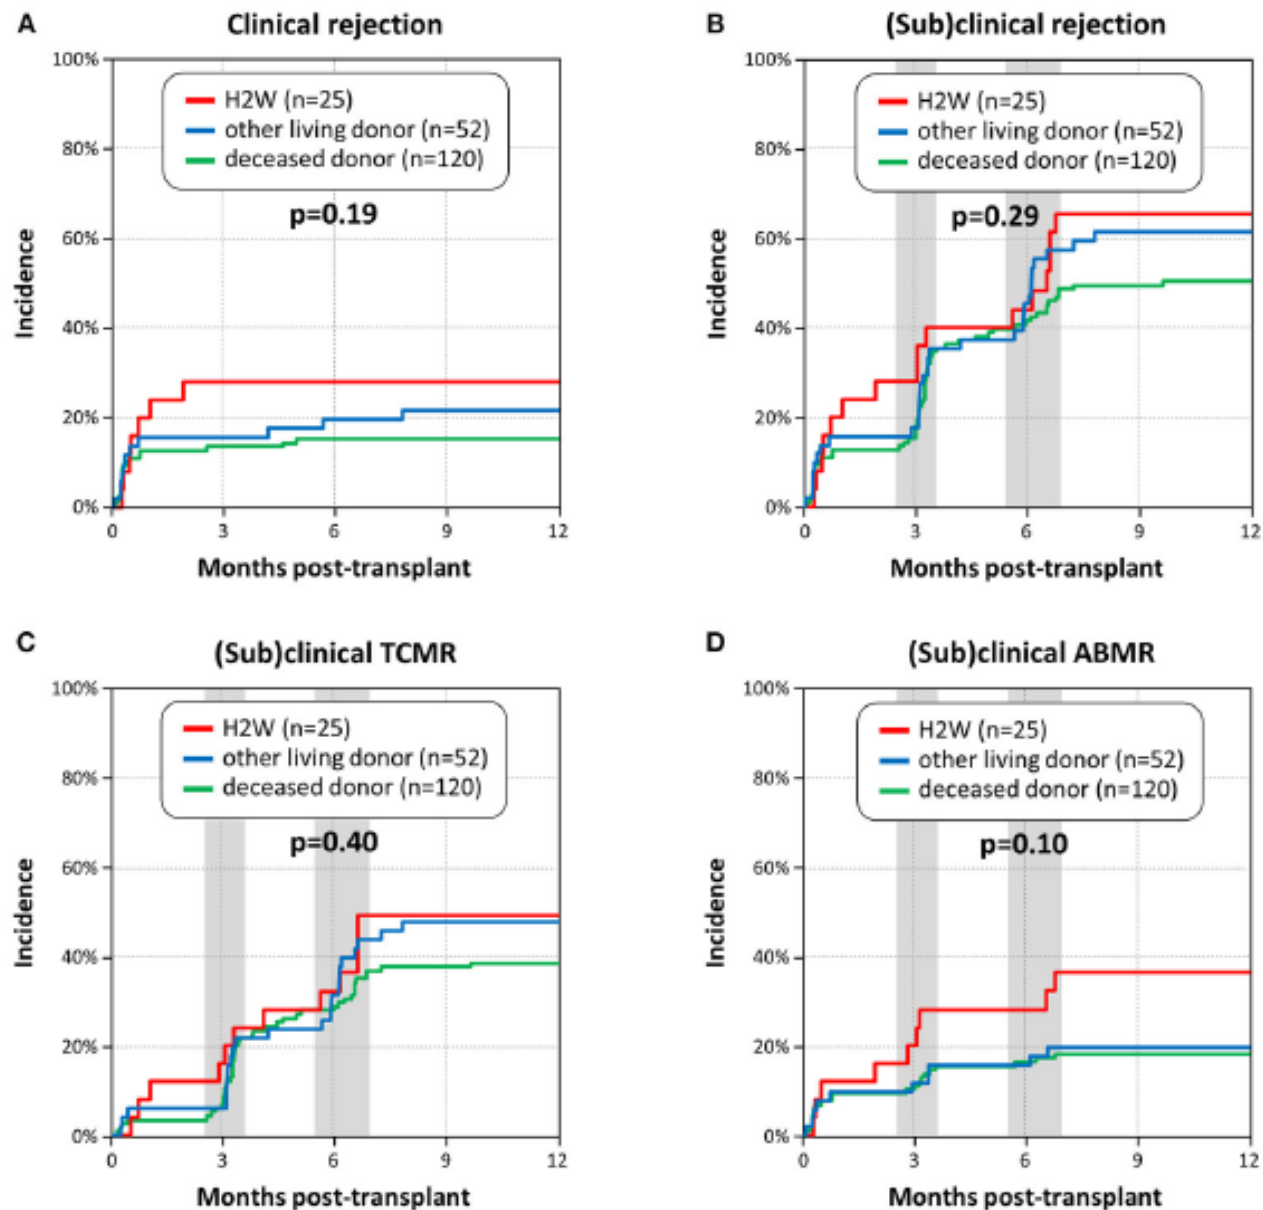 A
Clinical rejection
100%
80%
60%
40%
20%
0%
Incidence
H2W (n=25)
other living donor (n=52)
deceased donor (n=120)
p=0.19
0 3 6 9 12
Months post-transplant
B
(Sub)clinical rejection
100%
80%
60%
40%
20%
0%
Incidence
H2W (n=25)
other living donor (n=52)
deceased donor (n=120)
p=0.29
0 3 6 9 12
Months post-transplant
C
(Sub)clinical TCMR
100%
80%
60%
40%
20%
0%
Incidence
H2W (n=25)
other living donor (n=52)
deceased donor (n=120)
p=0.40
0 3 6 9 12
Months post-transplant
D
(Sub)clinical ABMR
100%
80%
60%
40%
20%
0%
Incidence
H2W (n=25)
other living donor (n=52)
deceased donor (n=120)
p=0.10
0 3 6 9 12
Months post-transplant